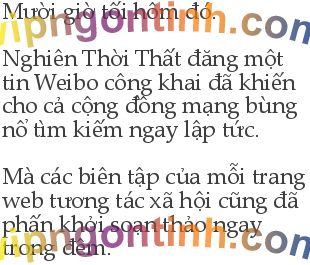 Mười giờ tối hôm đó.
vipngontinh.com
Nghiên Thời Thất đăng một
tin Weibo công khai đã khiến
cho cả cộng đồng mạng bùng
nổ tìm kiếm ngay lập tức.
Mà các biên tập của mỗi trang
web tương tác xã hội cũng đã
phấn khởi soạn thảo ngay
vipngontinh.com
trong đêm.